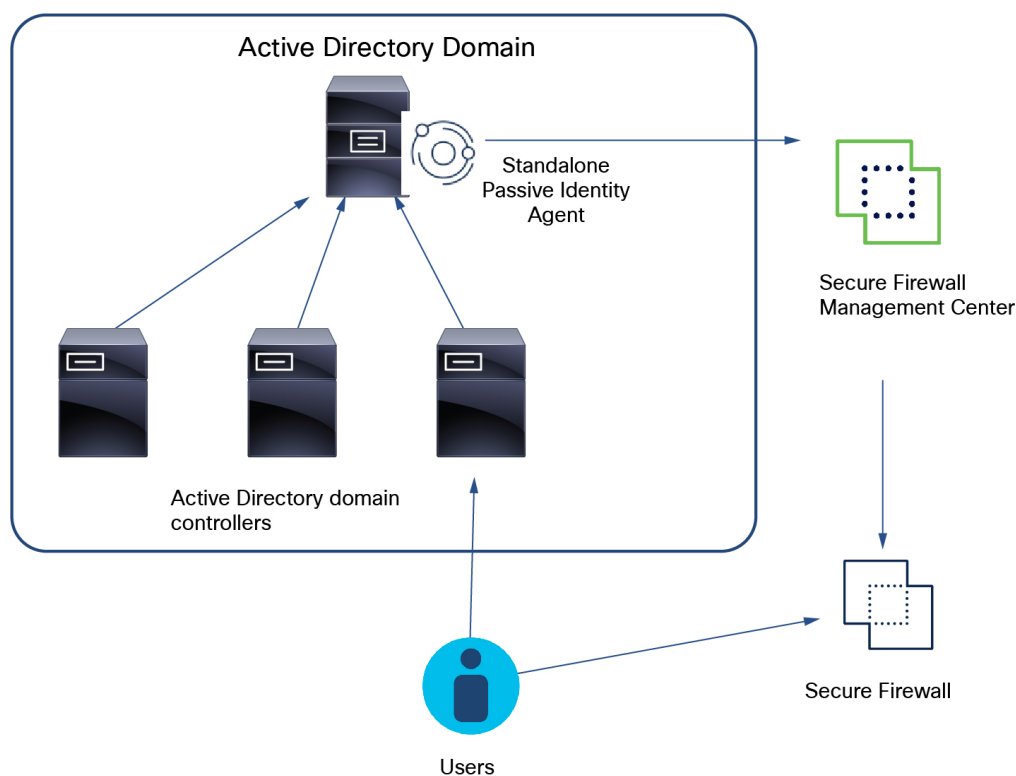 Active Directory Domain
Standalone
Passive Identity
Agent
Secure Firewall
Management Center
Active Directory domain
controllers
Secure Firewall
Users